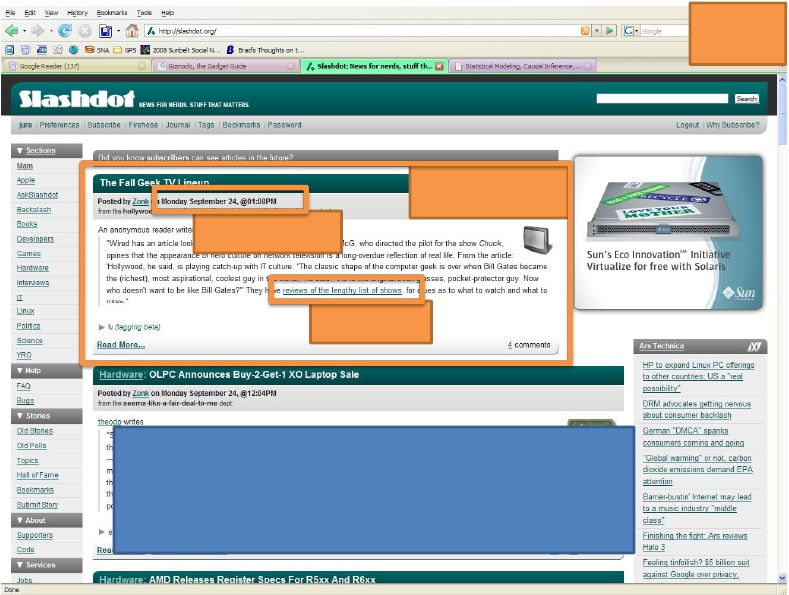 File Edit View History Bookmarks Tools Help
http://slashdot.org/
Google
SNA GPS 2008 Sunbelt Social N... Brad's Thoughts on t...
Google Reader (137) Gizmodo, the Gadget Guide Slashdot: News for nerds, stuff th... Statistical Modeling, Causal Inference,...
Slashdot NEWS FOR NERDS. STUFF THAT MATTERS.
Search
jure | Preferences | Subscribe | Firehose | Journal | Tags | Bookmarks | Password
Logout | Why Subscribe?
▼ Sections
Main
Apple
AskSlashdot
Backslash
Books
Developers
Games
Hardware
Interviews
IT
Linux
Politics
Science
YRO
▼ Help
FAQ
Bugs
▼ Stories
Old Stories
Old Polls
Topics
Hall of Fame
Bookmarks
Submit Story
▼ About
Supporters
Code
▼ Services
Jobs
Did you know subscribers can see articles in the future?
The Fall Geek TV Lineup
Posted by Zonk on Monday September 24, @01:08PM
from the
An anonymous reader writes
"Wired has an article McG, who directed the pilot for the show Chuck,
opines that the appearance of nerd culture on network television is a long-overdue reflection of real life. From the article:
'Hollywood, he said, is playing catch-up with IT culture. "The classic shape of the computer geek is over when Bill Gates became
the (richest), most aspirational, coolest guy in glasses, pocket-protector guy. Now
who doesn't want to be like Bill Gates?'" They have reviews of the lengthy list of shows, for as to what to watch and what to
► tv (tagging beta)
Read More...
4 comments
Hardware: OLPC Announces Buy-2-Get-1 XO Laptop Sale
Posted by Zonk on Monday September 24, @12:04PM
from the seems-like-a-fair-deal-to-me dept.
theodp writes
Hardware: AMD Releases Register Specs For R5xx And R6xx
RECYCLE
LOVE YOUR
MOTHER
Sun's Eco Innovation℠ Initiative
Virtualize for free with Solaris
Sun
Ars Technica
HP to expand Linux PC offerings
to other countries; US a "real
possibility"
DRM advocates getting nervous
about consumer backlash
German "DMCA" spanks
consumers coming and going
"Global warming" or not, carbon
dioxide emissions demand EPA
attention
Barrier-bustin' Internet may lead
to a music industry "middle
class"
Finishing the fight: Ars reviews
Halo 3
Feeling tinfoilish? $5 billion suit
against Google over privacy,
Done